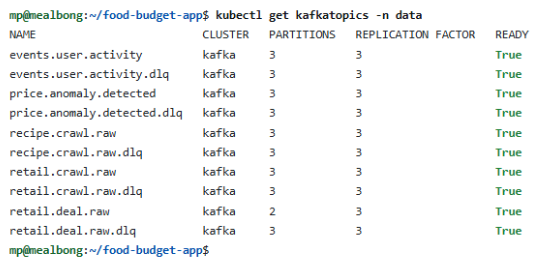 mp@mealbong:~/food-budget-app$ kubectl get kafkatopics -n data
NAME CLUSTER PARTITIONS REPLICATION FACTOR READY
events.user.activity kafka 3 3 True
events.user.activity.dlq kafka 3 3 True
price.anomaly.detected kafka 3 3 True
price.anomaly.detected.dlq kafka 3 3 True
recipe.crawl.raw kafka 3 3 True
recipe.crawl.raw.dlq kafka 3 3 True
retail.crawl.raw kafka 3 3 True
retail.crawl.raw.dlq kafka 3 3 True
retail.deal.raw kafka 2 3 True
retail.deal.raw.dlq kafka 3 3 True
mp@mealbong:~/food-budget-app$